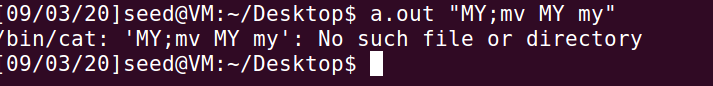 [09/03/20]seed@VM:~/Desktop$ a.out "MY;mv MY my"
/bin/cat: 'MY;mv MY my': No such file or directory
[09/03/20]seed@VM:~/Desktop$